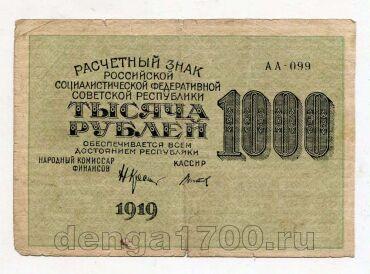 РАСЧЕТНЫЙ ЗНАК
РОССИЙСКОЙ
СОЦИАЛИСТИЧЕСКОЙ ФЕДЕРАТИВНОЙ
СОВЕТСКОЙ РЕСПУБЛИКИ
ТЫСЯЧА
РУБЛЕЙ
АА-099
1000
ОБЕСПЕЧИВАЕТСЯ ВСЕМ
ДОСТОЯНИЕМ РЕСПУБЛИКИ
НАРОДНЫЙ КОМИССАР
ФИНАНСОВ
КАССИР
1919
denga1700.ru